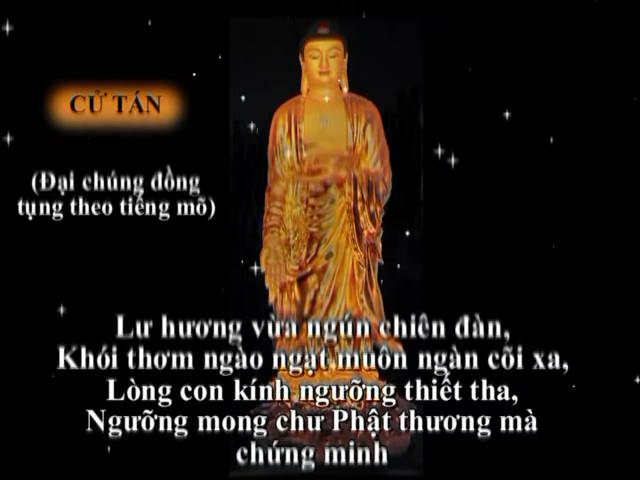 CỬ TÁN
(Đại chúng đồng
tụng theo tiếng mõ)
Lư hương vừa ngún chiên đàn,
Khói thơm ngào ngạt muôn ngàn cõi xa,
Lòng con kính ngưỡng thiết tha,
Ngưỡng mong chư Phật thương mà
chứng minh